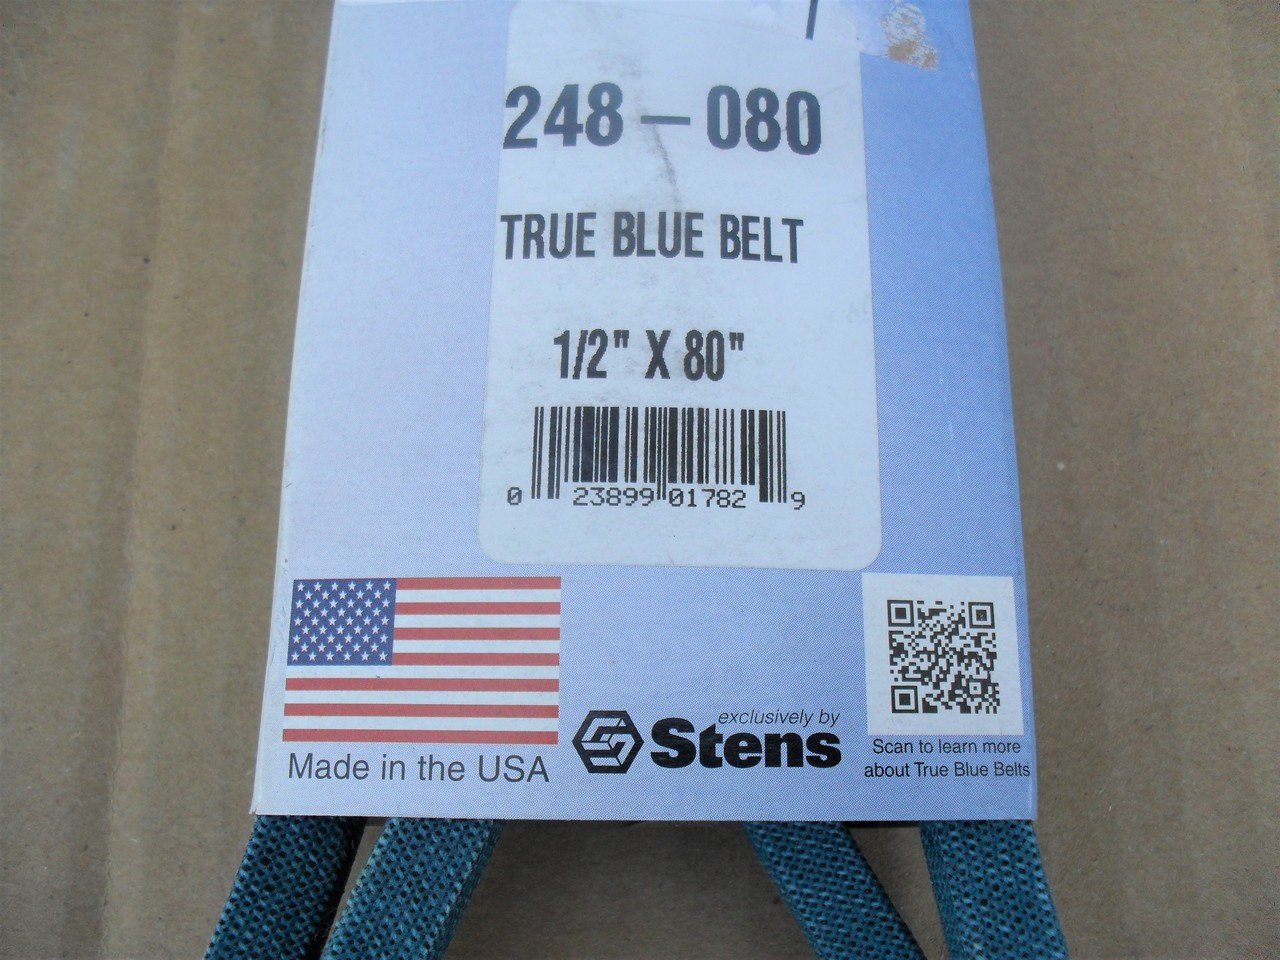 248-080
TRUE BLUE BELT
1/2" X 80"
0 23899 01782 9
Made in the USA
exclusively by
Stens
Scan to learn more
about True Blue Belts